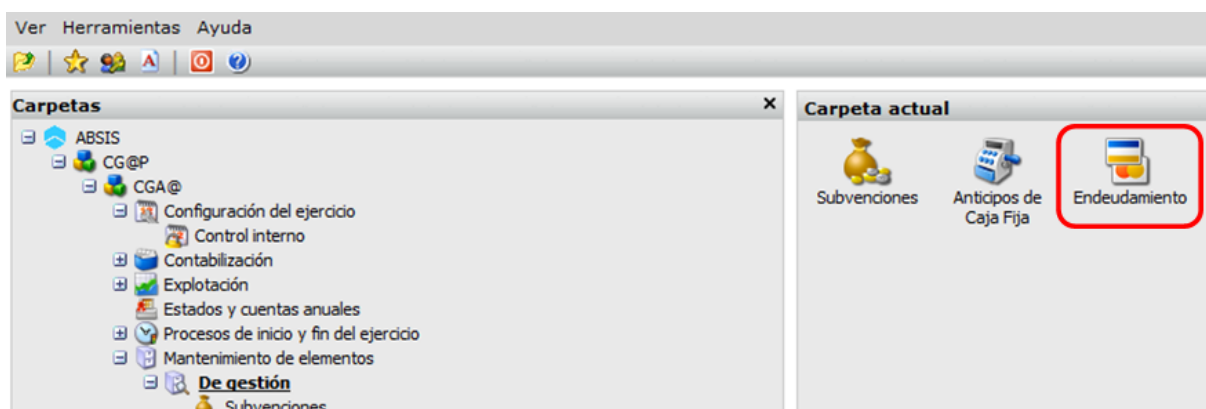 Ver Herramientas Ayuda
Carpetas
ABSIS
CG@P
CGA@
Configuración del ejercicio
Control interno
Contabilización
Explotación
Estados y cuentas anuales
Procesos de inicio y fin del ejercicio
Mantenimiento de elementos
De gestión
Subvenciones
Carpeta actual
Subvenciones
Anticipos de
Caja Fija
Endeudamiento